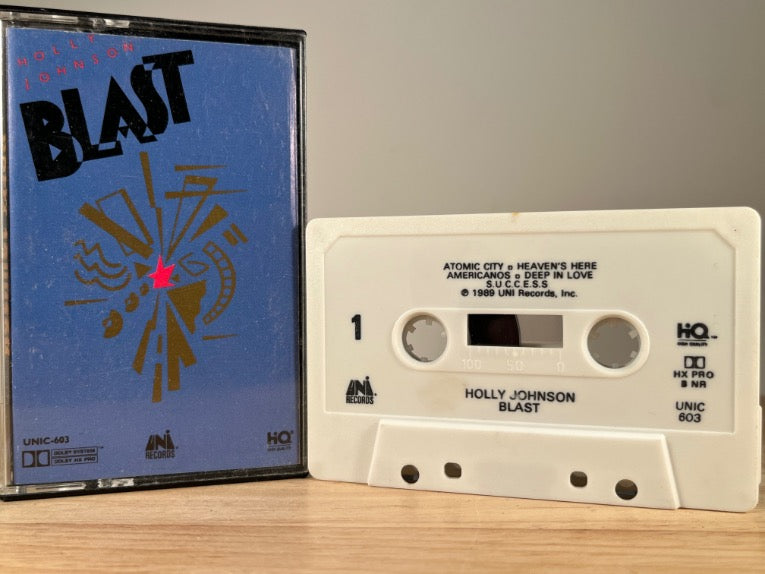 HOLLY
JOHNSON
BLAST
UNIC-603
DOLBY SYSTEM
DOLBY HX PRO
UNI
RECORDS
HiQ
HIGH QUALITY
ATOMIC CITY ¤ HEAVEN'S HERE
AMERICANOS ¤ DEEP IN LOVE
S.U.C.C.E.S.S
℗ 1989 UNI Records, Inc.
1
100 50 0
HiQ™
HIGH QUALITY
HX PRO
B NR
UNI
RECORDS
HOLLY JOHNSON
BLAST
UNIC
603